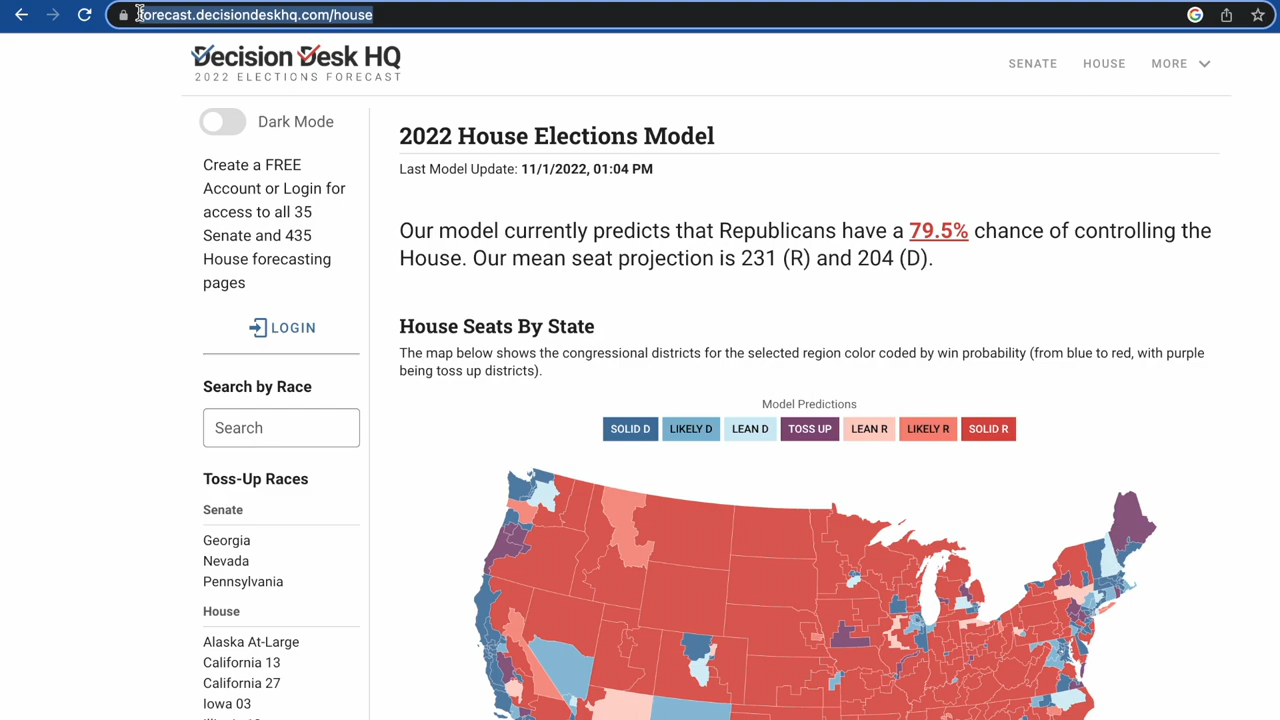 forecast.decisiondeskhq.com/house
Decision Desk HQ
2022 ELECTIONS FORECAST
SENATE
HOUSE
MORE
Dark Mode
Create a FREE
Account or Login for
access to all 35
Senate and 435
House forecasting
pages
LOGIN
Search by Race
Search
Toss-Up Races
Senate
Georgia
Nevada
Pennsylvania
House
Alaska At-Large
California 13
California 27
Iowa 03
2022 House Elections Model
Last Model Update: 11/1/2022, 01:04 PM
Our model currently predicts that Republicans have a 79.5% chance of controlling the
House. Our mean seat projection is 231 (R) and 204 (D).
House Seats By State
The map below shows the congressional districts for the selected region color coded by win probability (from blue to red, with purple
being toss up districts).
Model Predictions
SOLID D
LIKELY D
LEAN D
TOSS UP
LEAN R
LIKELY R
SOLID R